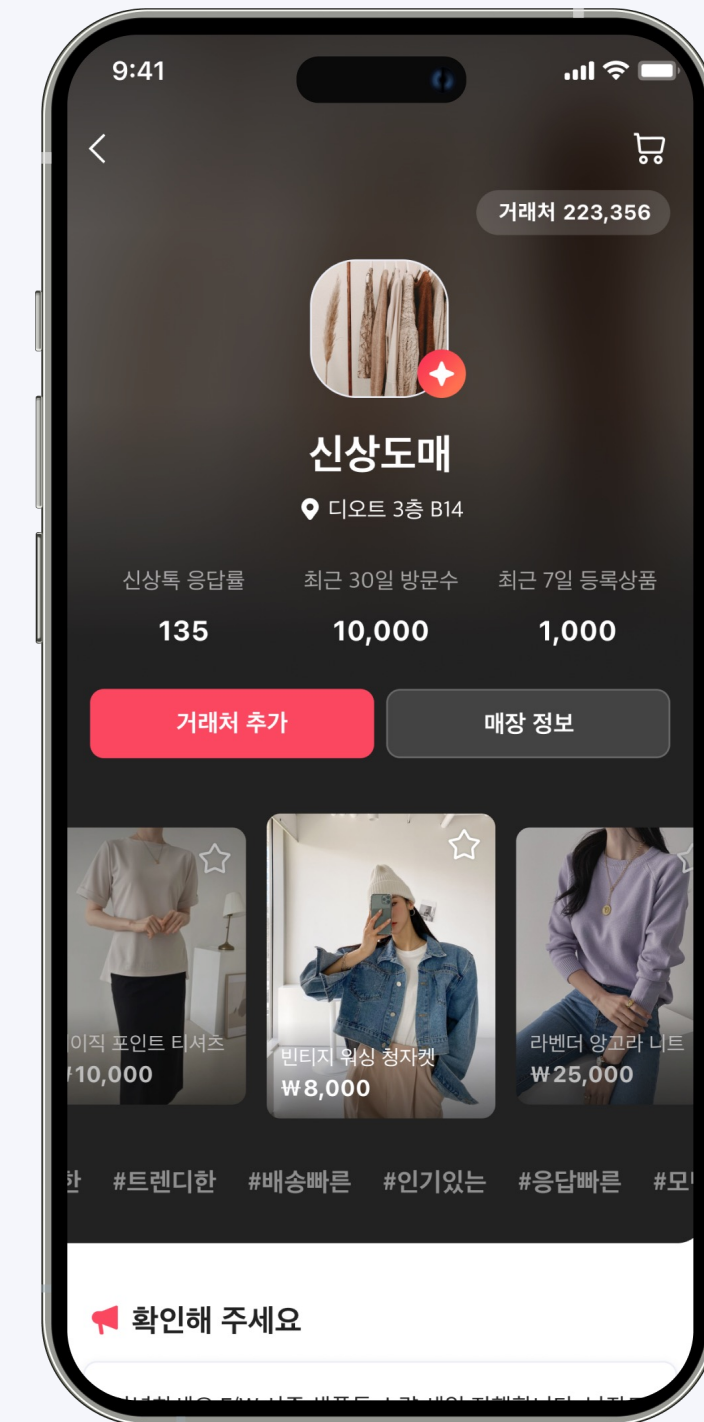 9:41
거래처 223,356
신상도매
디오트 3층 B14
신상톡 응답률 최근 30일 방문수 최근 7일 등록상품
135 10,000 1,000
거래처 추가 매장 정보
포인트 티셔츠
10,000
빈티지 워싱 청자켓
₩8,000
라벤더 앙고라 니트
₩25,000
#트렌디한 #배송빠른 #인기있는 #응답빠른
확인해 주세요